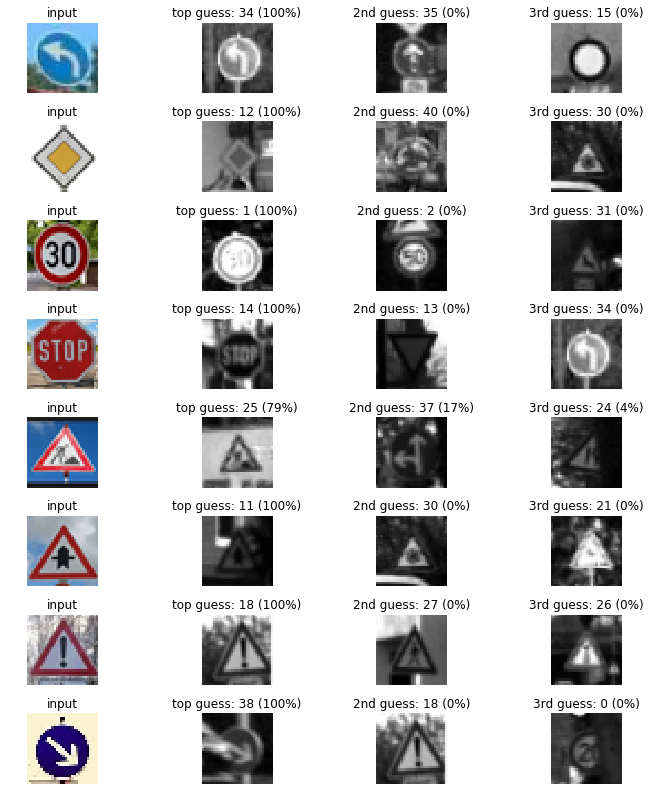 input top guess: 34 (100%) 2nd guess: 35 (0%) 3rd guess: 15 (0%)
input top guess: 12 (100%) 2nd guess: 40 (0%) 3rd guess: 30 (0%)
input top guess: 1 (100%) 2nd guess: 2 (0%) 3rd guess: 31 (0%)
30 30 50
input top guess: 14 (100%) 2nd guess: 13 (0%) 3rd guess: 34 (0%)
STOP STOP
input top guess: 25 (79%) 2nd guess: 37 (17%) 3rd guess: 24 (4%)
input top guess: 11 (100%) 2nd guess: 30 (0%) 3rd guess: 21 (0%)
input top guess: 18 (100%) 2nd guess: 27 (0%) 3rd guess: 26 (0%)
input top guess: 38 (100%) 2nd guess: 18 (0%) 3rd guess: 0 (0%)